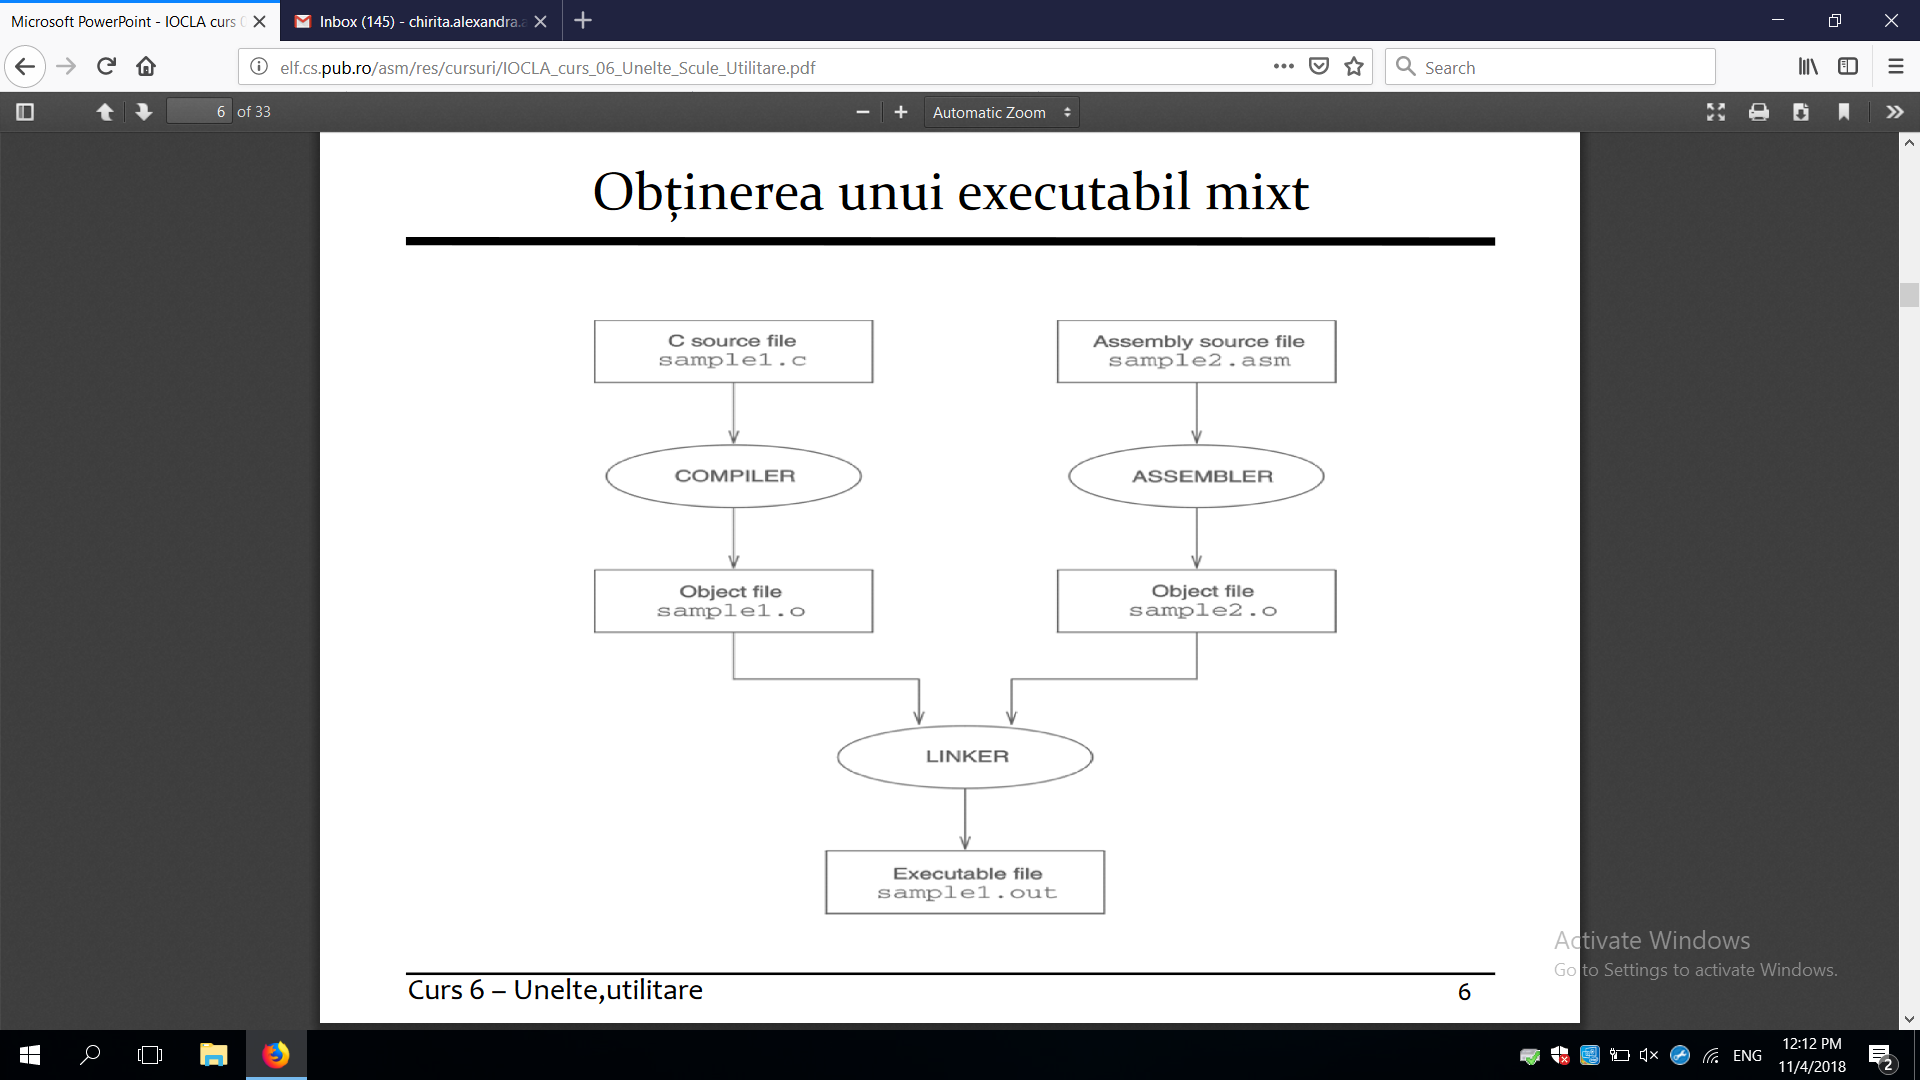 Microsoft PowerPoint - IOCLA curs
Inbox (145) - chirita.alexandra.
elf.cs.pub.ro/asm/res/cursuri/IOCLA_curs_06_Unelte_Scule_Utilitare.pdf
Search
6 of 33
Automatic Zoom
Obținerea unui executabil mixt
C source file
sample1.c
Assembly source file
sample2.asm
COMPILER
ASSEMBLER
Object file
sample1.o
Object file
sample2.o
LINKER
Executable file
sample1.out
Curs 6 – Unelte,utilitare
6
Activate Windows
Go to Settings to activate Windows.
ENG
12:12 PM
11/4/2018
2